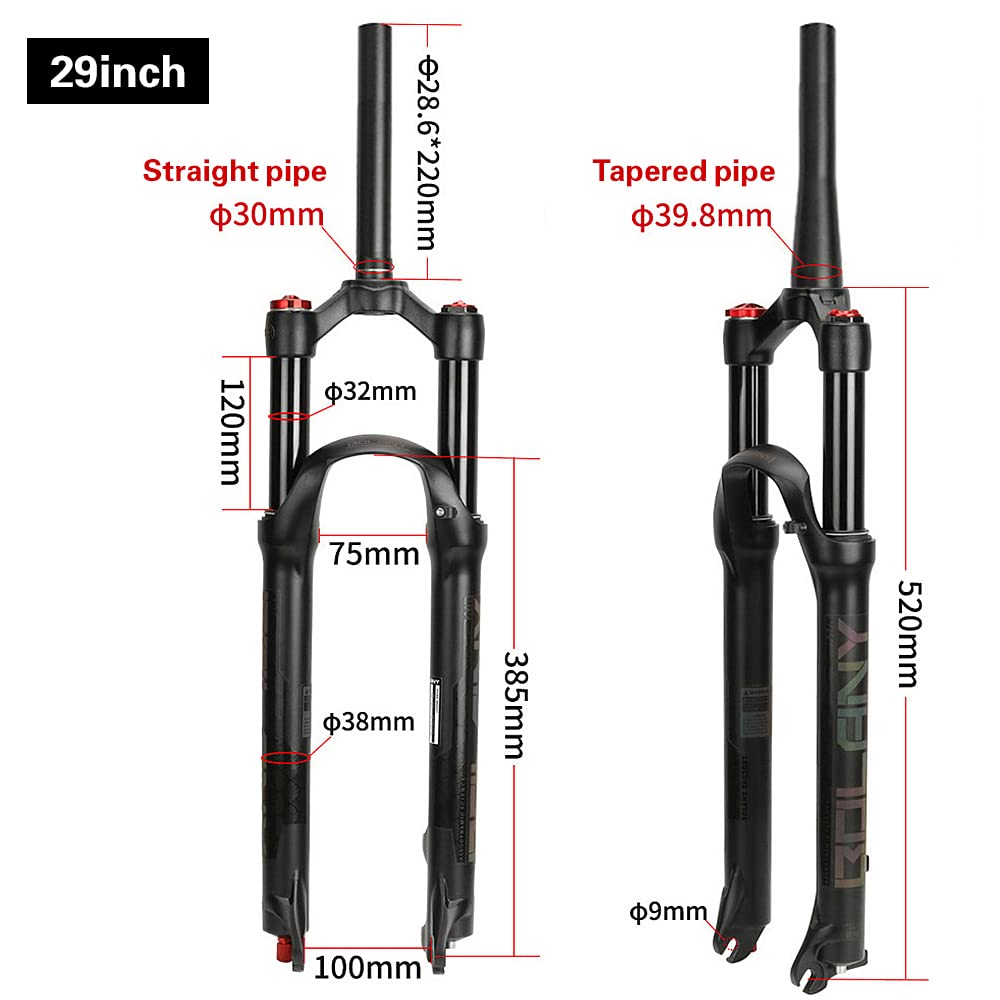 29inch
Φ28.6*220mm
Straight pipe
φ30mm
Tapered pipe
φ39.8mm
120mm
φ32mm
75mm
385mm
520mm
φ38mm
BOLANY
φ9mm
100mm